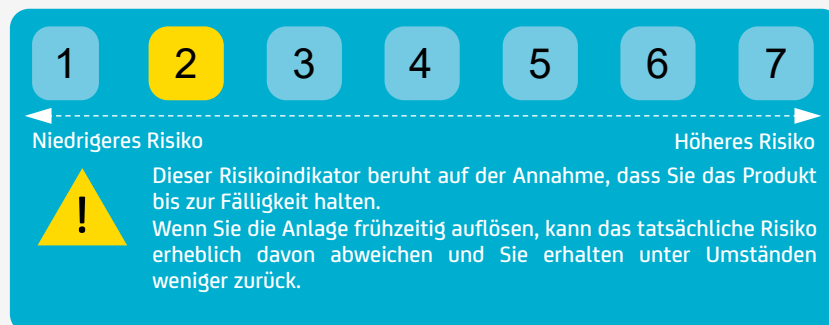 1 2 3 4 5 6 7
Niedrigeres Risiko Höheres Risiko
!
Dieser Risikoindikator beruht auf der Annahme, dass Sie das Produkt
bis zur Fälligkeit halten.
Wenn Sie die Anlage frühzeitig auflösen, kann das tatsächliche Risiko
erheblich davon abweichen und Sie erhalten unter Umständen
weniger zurück.